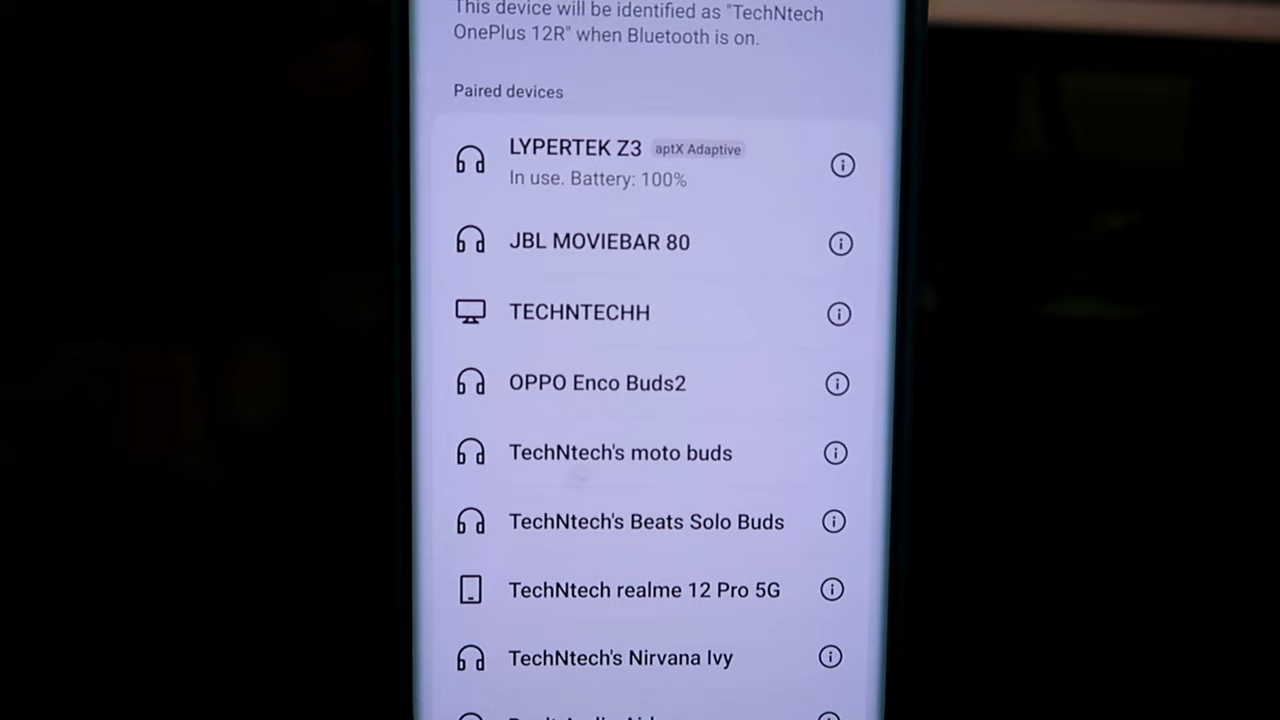 This device will be identified as "TechNtech
OnePlus 12R" when Bluetooth is on.
Paired devices
LYPERTEK Z3 aptX Adaptive
In use. Battery: 100%
JBL MOVIEBAR 80
TECHNTECHH
OPPO Enco Buds2
TechNtech's moto buds
TechNtech's Beats Solo Buds
TechNtech realme 12 Pro 5G
TechNtech's Nirvana Ivy